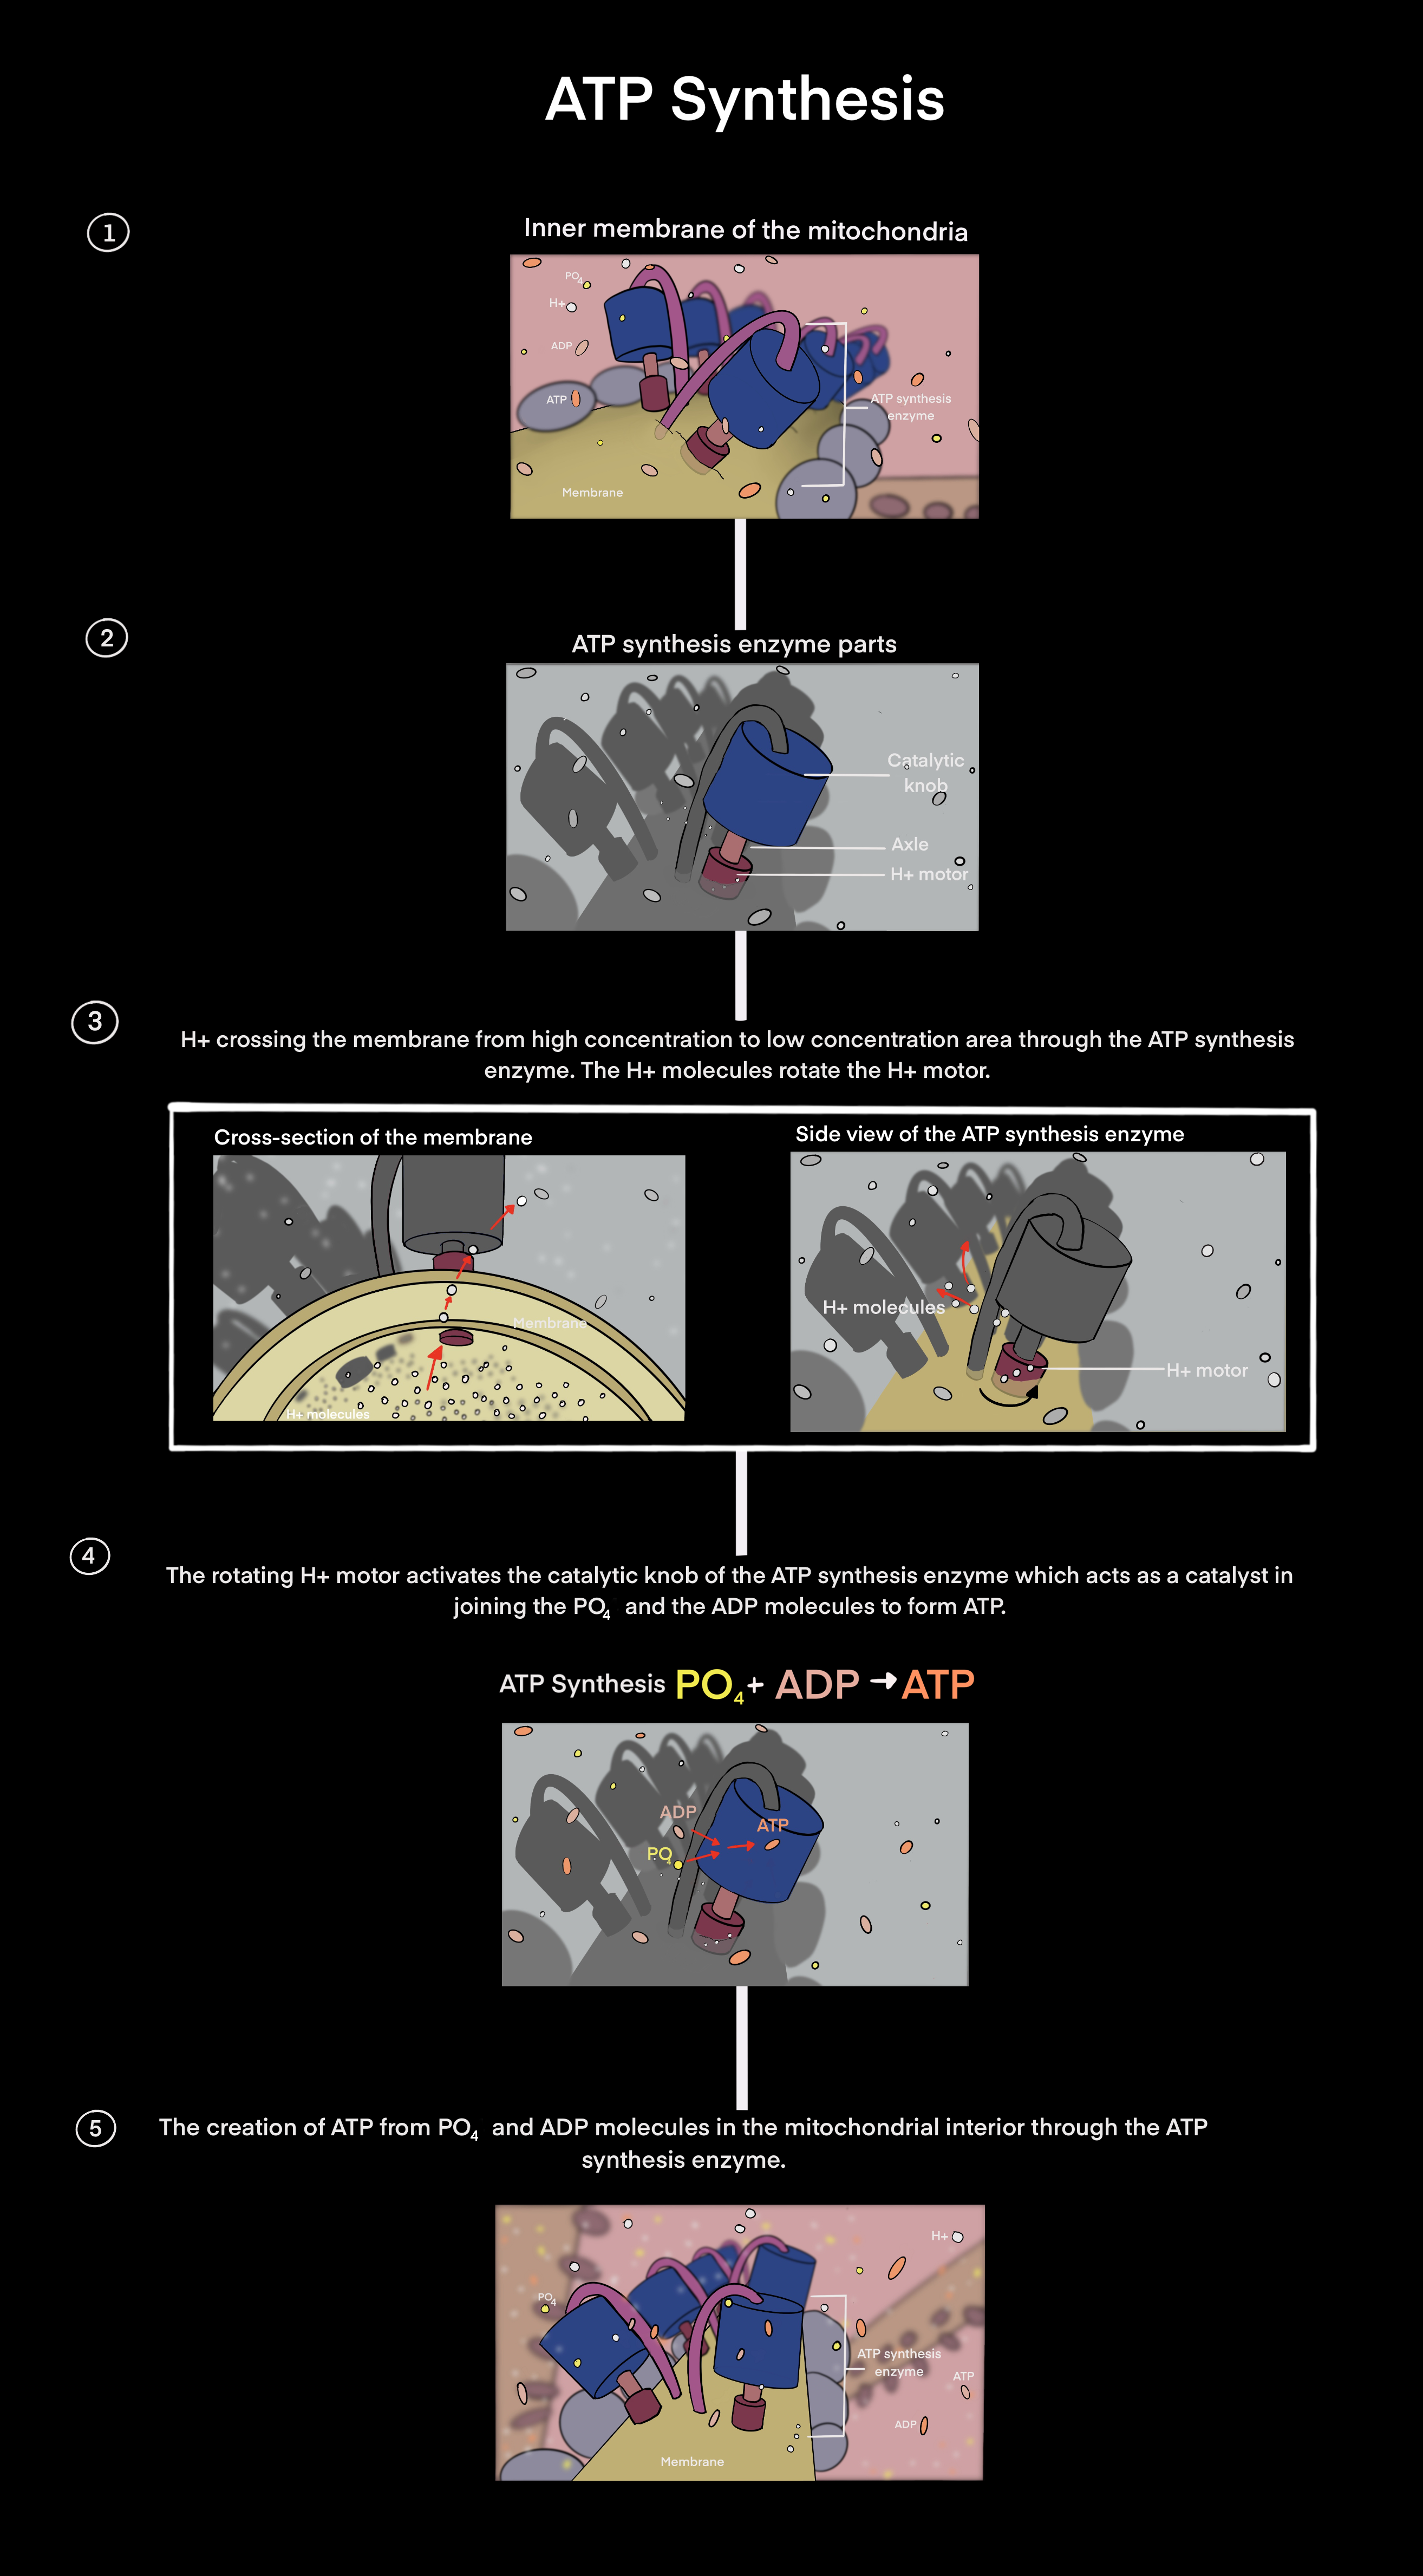 ATP Synthesis
1
Inner membrane of the mitochondria
PO4
H+
ADP
ATP
ATP synthesis
enzyme
Membrane
2
ATP synthesis enzyme parts
Catalytic
knob
Axle
H+ motor
3
H+ crossing the membrane from high concentration to low concentration area through the ATP synthesis
enzyme. The H+ molecules rotate the H+ motor.
Cross-section of the membrane
Membrane
H+ molecules
Side view of the ATP synthesis enzyme
H+ molecules
H+ motor
4
The rotating H+ motor activates the catalytic knob of the ATP synthesis enzyme which acts as a catalyst in
joining the PO4 and the ADP molecules to form ATP.
ATP Synthesis PO4+ ADP → ATP
ADP
ATP
PO4
5
The creation of ATP from PO4 and ADP molecules in the mitochondrial interior through the ATP
synthesis enzyme.
H+
PO4
ATP synthesis
enzyme
ATP
ADP
Membrane